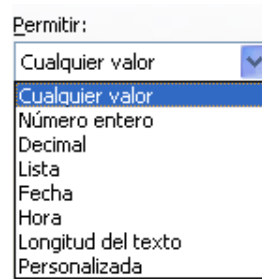 Permitir:
Cualquier valor
Cualquier valor
Número entero
Decimal
Lista
Fecha
Hora
Longitud del texto
Personalizada